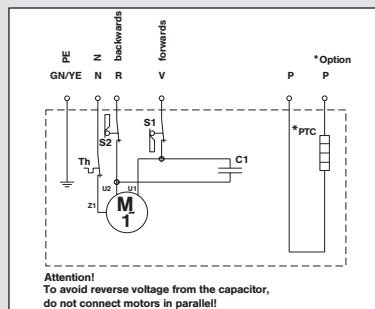 PE
N
backwards
forwards
*Option
GN/YE
N
R
V
P
P
S1
S2
*PTC
Th
C1
U2
U1
Z1
M
1~
Attention!
To avoid reverse voltage from the capacitor,
do not connect motors in parallel!